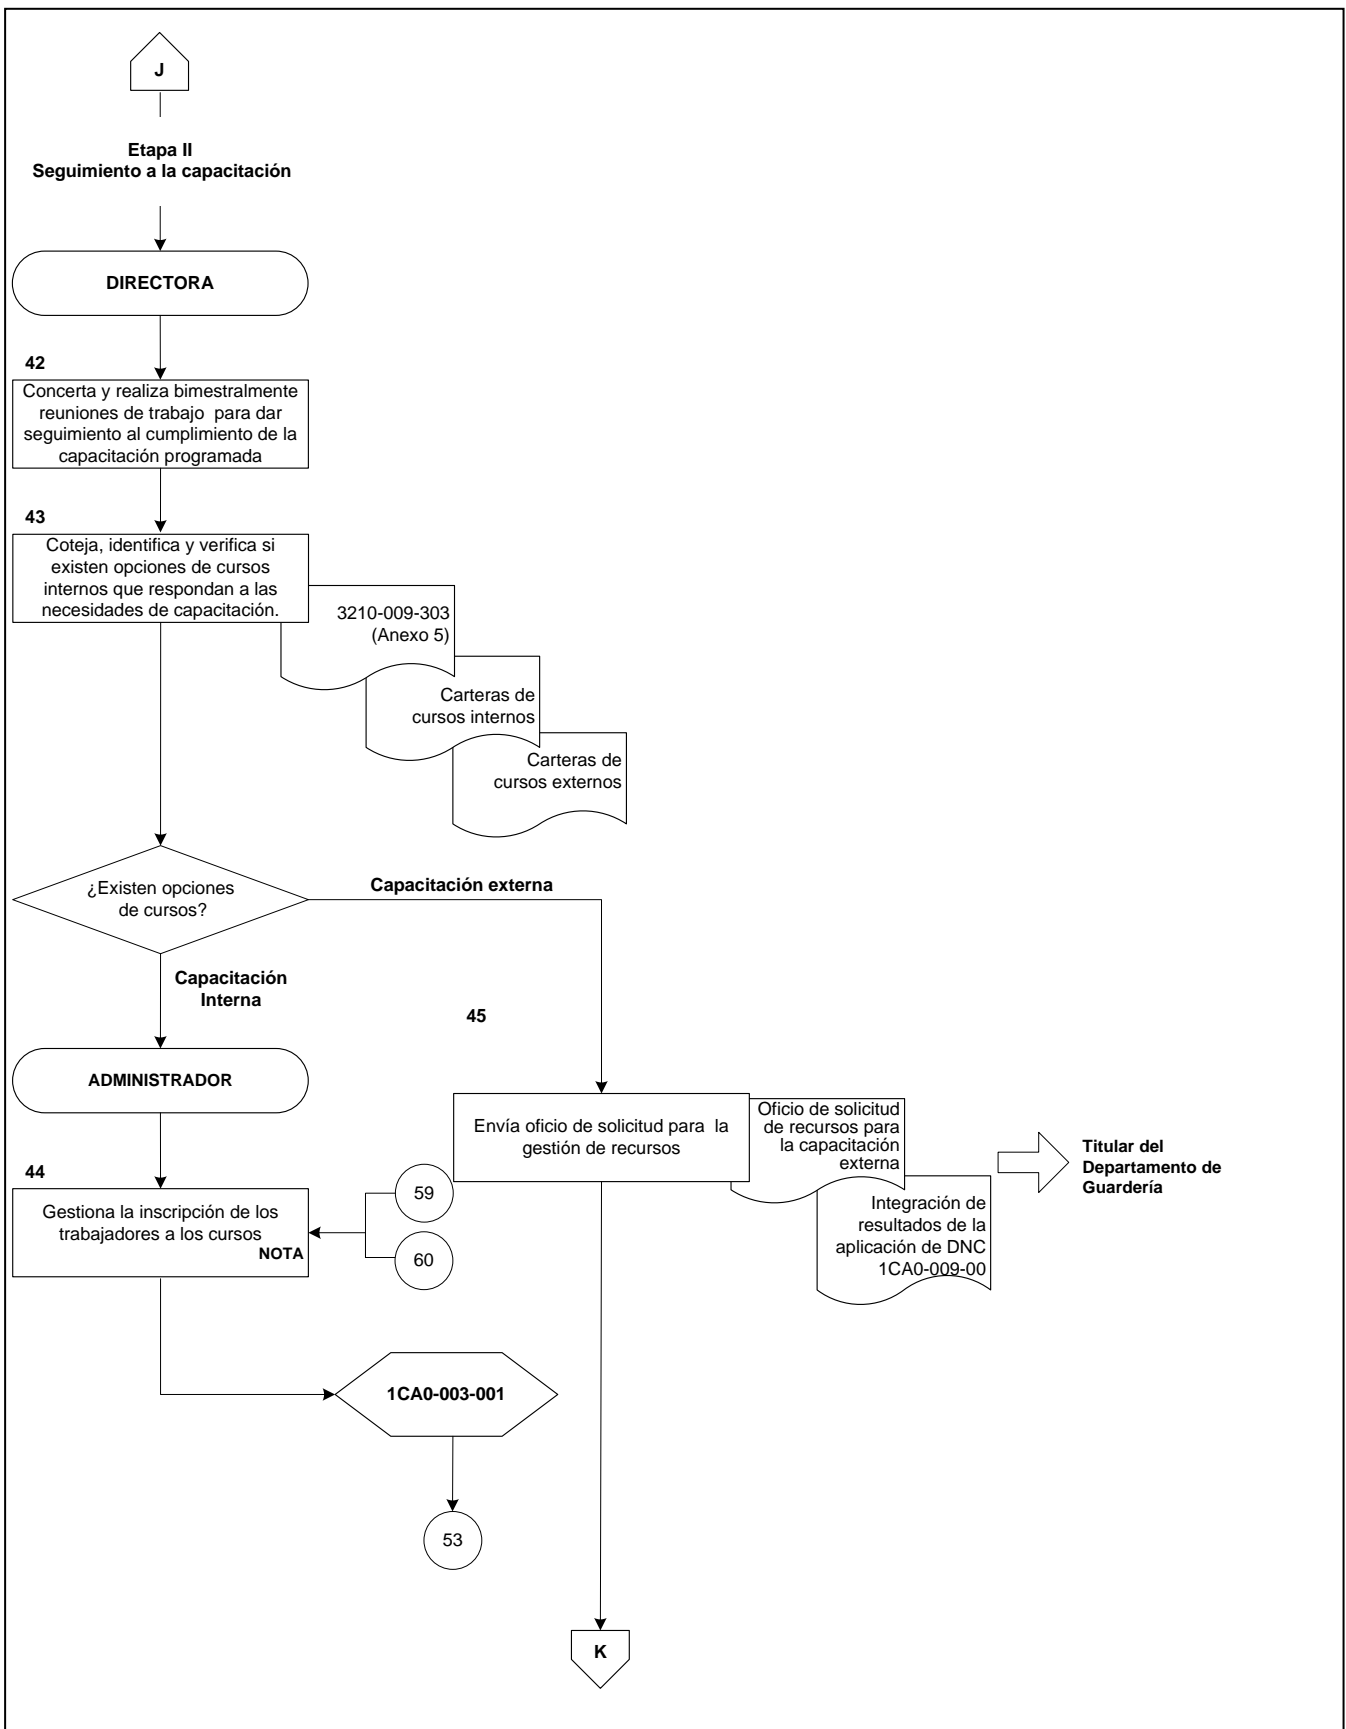 J
Etapa II
Seguimiento a la capacitación
DIRECTORA
42
Concerta y realiza bimestralmente
reuniones de trabajo para dar
seguimiento al cumplimiento de la
capacitación programada
43
Coteja, identifica y verifica si
existen opciones de cursos
internos que respondan a las
necesidades de capacitación.
3210-009-303
(Anexo 5)
Carteras de
cursos internos
Carteras de
cursos externos
¿Existen opciones
de cursos?
Capacitación externa
Capacitación
Interna
45
ADMINISTRADOR
Envía oficio de solicitud para la
gestión de recursos
Oficio de solicitud
de recursos para
la capacitación
externa
Titular del
Departamento de
Guardería
44
Gestiona la inscripción de los
trabajadores a los cursos
NOTA
59
60
Integración de
resultados de la
aplicación de DNC
1CA0-009-00
1CA0-003-001
53
K